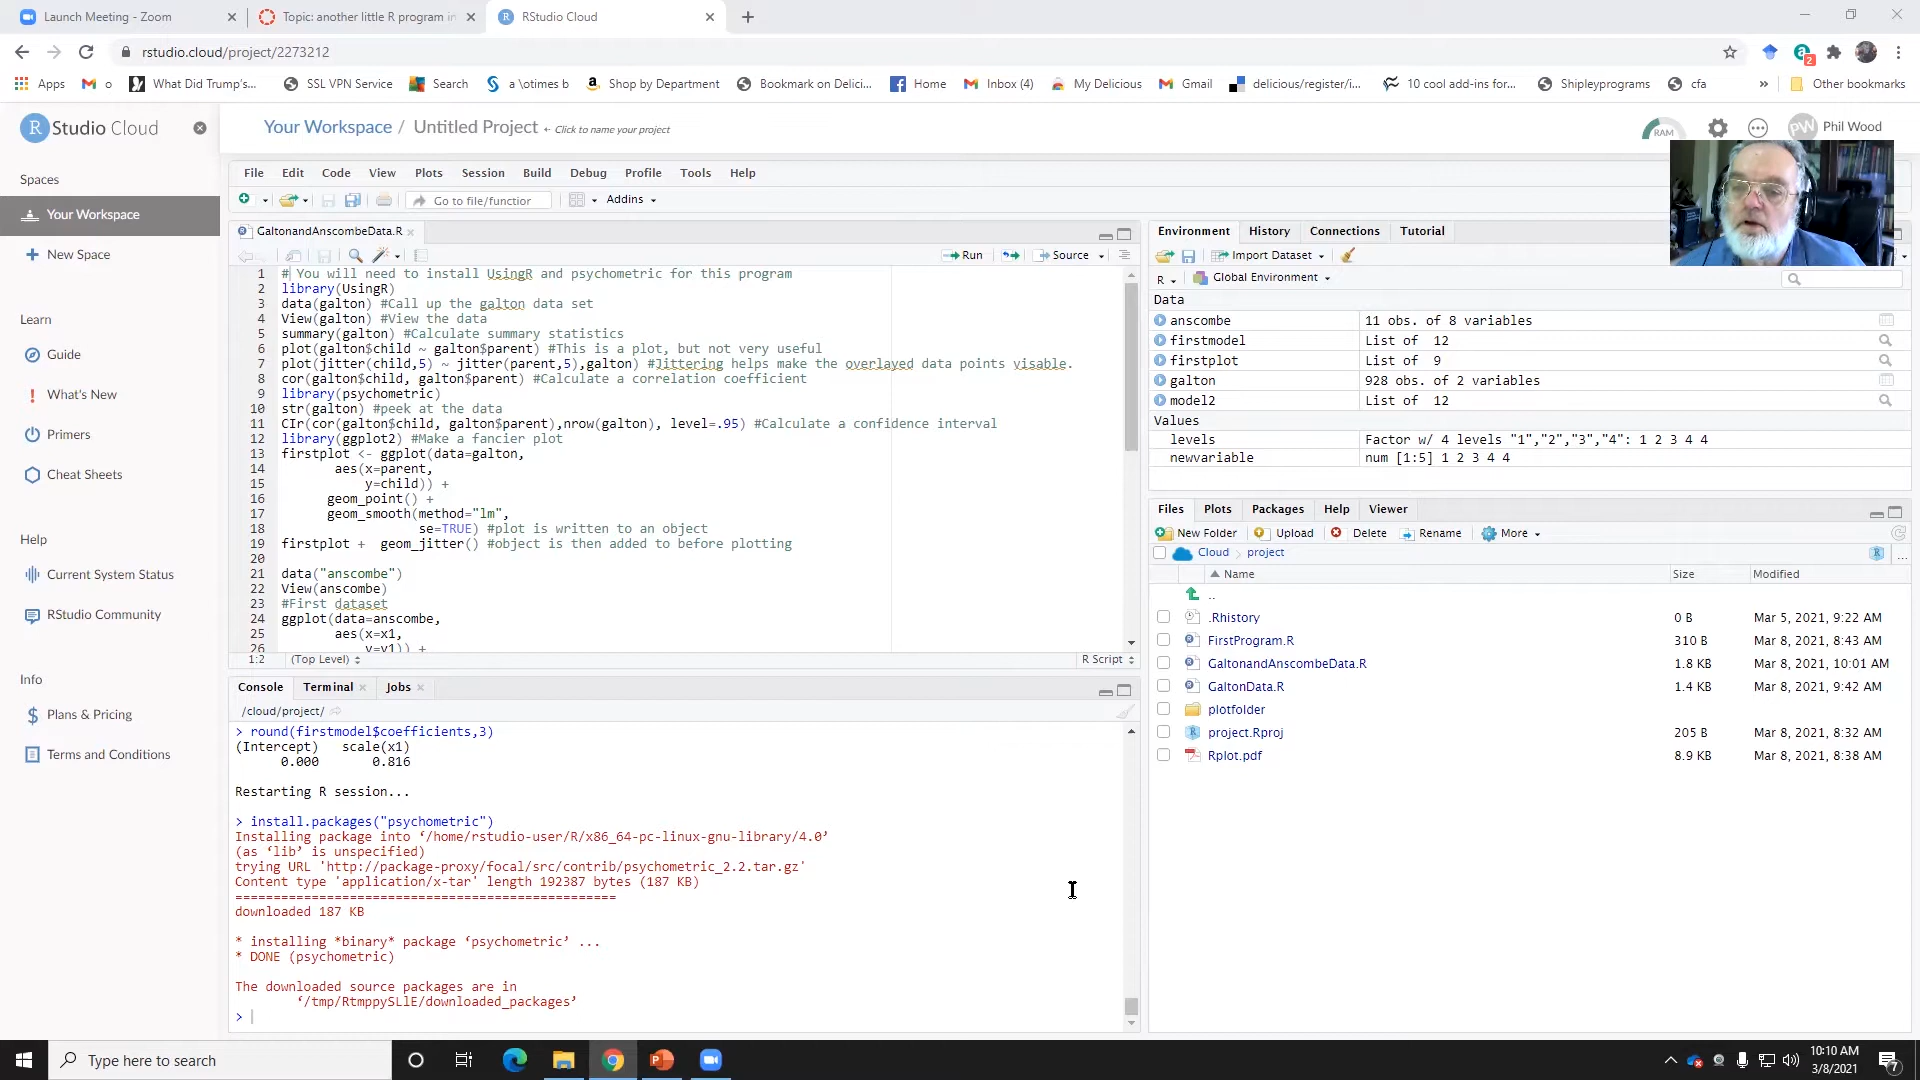 Launch Meeting - Zoom
Topic: another little R program in
RStudio Cloud
rstudio.cloud/project/2273212
2
Apps
o
What Did Trump's...
SSL VPN Service
Search
a \otimes b
Shop by Department
Bookmark on Delici...
Home
Inbox (4)
My Delicious
Gmail
delicious/register/i...
10 cool add-ins for...
Shipleyprograms
cfa
»
Other bookmarks
R Studio Cloud
Your Workspace / Untitled Project ← Click to name your project
RAM
PW Phil Wood
Spaces
Your Workspace
New Space
Learn
Guide
What's New
Primers
Cheat Sheets
Help
Current System Status
RStudio Community
Info
Plans & Pricing
Terms and Conditions
File Edit Code View Plots Session Build Debug Profile Tools Help
Go to file/function Addins
GaltonandAnscombeData.R
Run Source
1 # You will need to install UsingR and psychometric for this program
2 library(UsingR)
3 data(galton) #Call up the galton data set
4 View(galton) #View the data
5 summary(galton) #Calculate summary statistics
6 plot(galton$child ~ galton$parent) #This is a plot, but not very useful
7 plot(jitter(child,5) ~ jitter(parent,5),galton) #Jittering helps make the overlayed data points visable.
8 cor(galton$child, galton$parent) #Calculate a correlation coefficient
9 library(psychometric)
10 str(galton) #peek at the data
11 CIr(cor(galton$child, galton$parent),nrow(galton), level=.95) #Calculate a confidence interval
12 library(ggplot2) #Make a fancier plot
13 firstplot <- ggplot(data=galton,
14 aes(x=parent,
15 y=child)) +
16 geom_point() +
17 geom_smooth(method="lm",
18 se=TRUE) #plot is written to an object
19 firstplot + geom_jitter() #object is then added to before plotting
20
21 data("anscombe")
22 View(anscombe)
23 #First dataset
24 ggplot(data=anscombe,
25 aes(x=x1,
26 y=y1)) +
1:2 (Top Level) R Script
Console Terminal Jobs
/cloud/project/
> round(firstmodel$coefficients,3)
(Intercept) scale(x1)
0.000 0.816
Restarting R session...
> install.packages("psychometric")
Installing package into ‘/home/rstudio-user/R/x86_64-pc-linux-gnu-library/4.0’
(as ‘lib’ is unspecified)
trying URL 'http://package-proxy/focal/src/contrib/psychometric_2.2.tar.gz'
Content type 'application/x-tar' length 192387 bytes (187 KB)
==================================================
downloaded 187 KB
* installing *binary* package ‘psychometric’ ...
* DONE (psychometric)
The downloaded source packages are in
‘/tmp/RtmppySLlE/downloaded_packages’
>
Environment History Connections Tutorial
Import Dataset
R Global Environment
Data
anscombe 11 obs. of 8 variables
firstmodel List of 12
firstplot List of 9
galton 928 obs. of 2 variables
model2 List of 12
Values
levels Factor w/ 4 levels "1","2","3","4": 1 2 3 4 4
newvariable num [1:5] 1 2 3 4 4
Files Plots Packages Help Viewer
New Folder Upload Delete Rename More
Cloud > project
Name Size Modified
..
.Rhistory 0 B Mar 5, 2021, 9:22 AM
FirstProgram.R 310 B Mar 8, 2021, 8:43 AM
GaltonandAnscombeData.R 1.8 KB Mar 8, 2021, 10:01 AM
GaltonData.R 1.4 KB Mar 8, 2021, 9:42 AM
plotfolder
project.Rproj 205 B Mar 8, 2021, 8:32 AM
Rplot.pdf 8.9 KB Mar 8, 2021, 8:38 AM
Type here to search
10:10 AM
3/8/2021
7